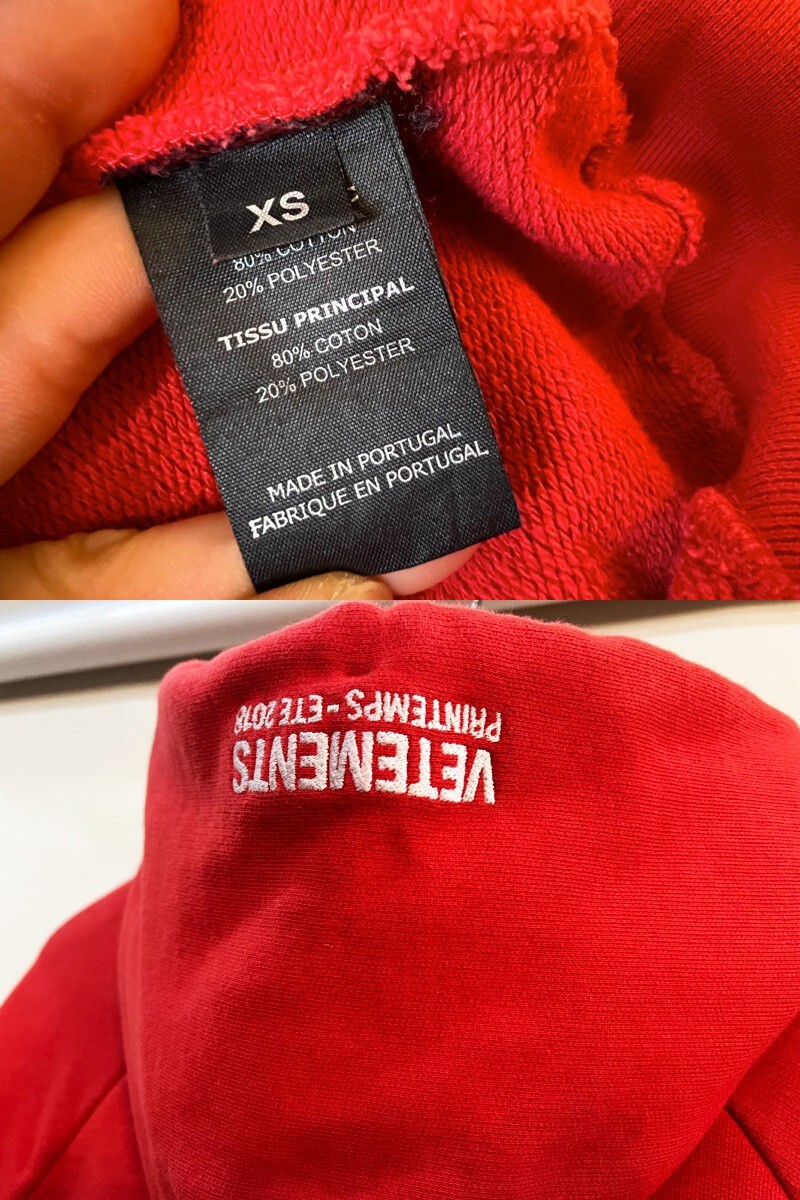 XS
80% COTTON
20% POLYESTER
TISSU PRINCIPAL
80% COTON
20% POLYESTER
MADE IN PORTUGAL
FABRIQUE EN PORTUGAL
VETEMENTS
PRINTEMPS - ETE 2018